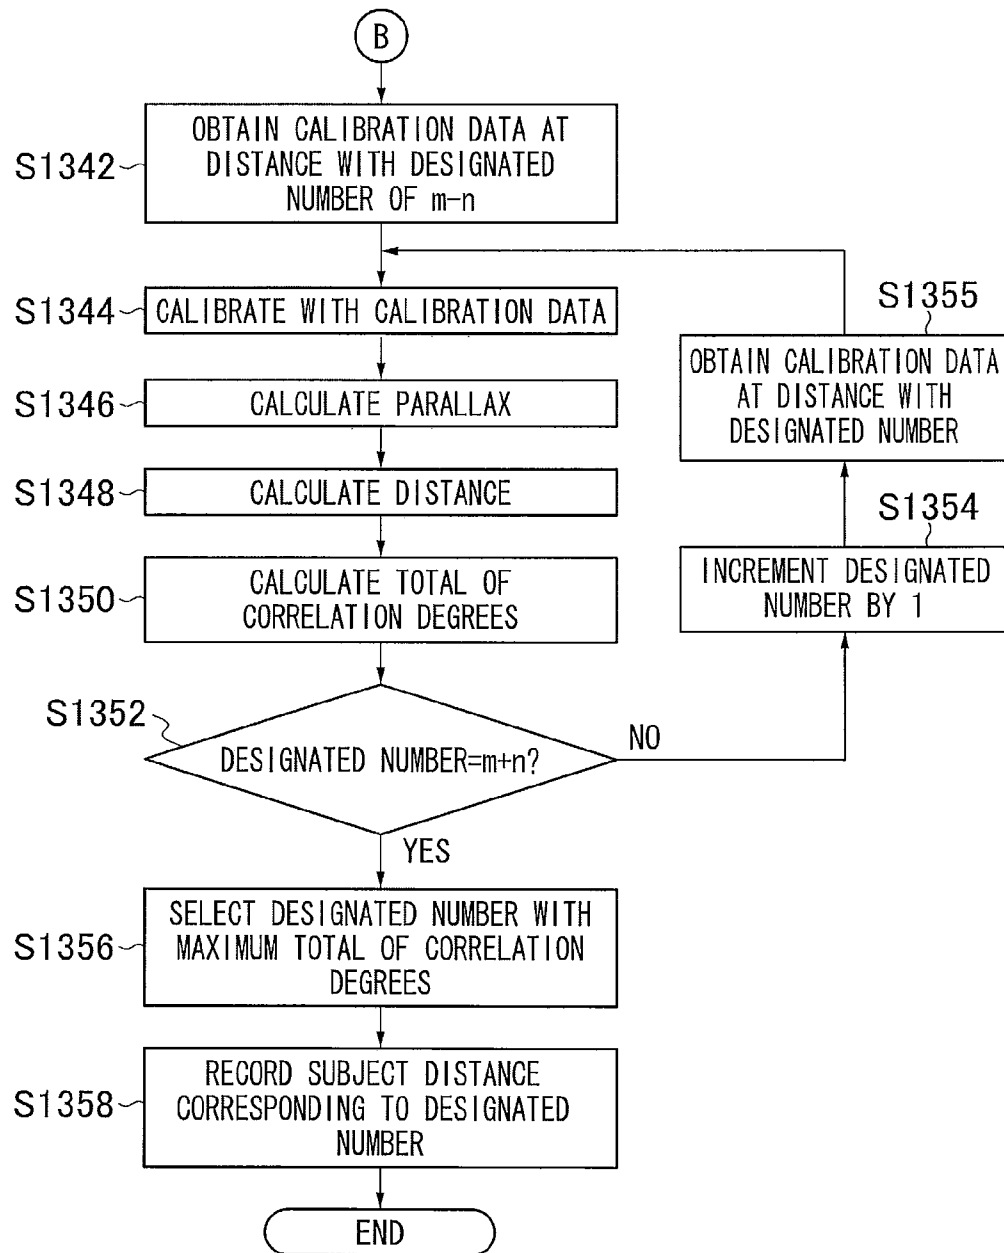 B
S1342
OBTAIN CALIBRATION DATA AT
DISTANCE WITH DESIGNATED
NUMBER OF m-n
S1344
CALIBRATE WITH CALIBRATION DATA
S1346
CALCULATE PARALLAX
S1348
CALCULATE DISTANCE
S1350
CALCULATE TOTAL OF
CORRELATION DEGREES
S1352
DESIGNATED NUMBER=m+n?
NO
YES
S1354
INCREMENT DESIGNATED
NUMBER BY 1
S1355
OBTAIN CALIBRATION DATA
AT DISTANCE WITH
DESIGNATED NUMBER
S1356
SELECT DESIGNATED NUMBER WITH
MAXIMUM TOTAL OF CORRELATION
DEGREES
S1358
RECORD SUBJECT DISTANCE
CORRESPONDING TO DESIGNATED
NUMBER
END